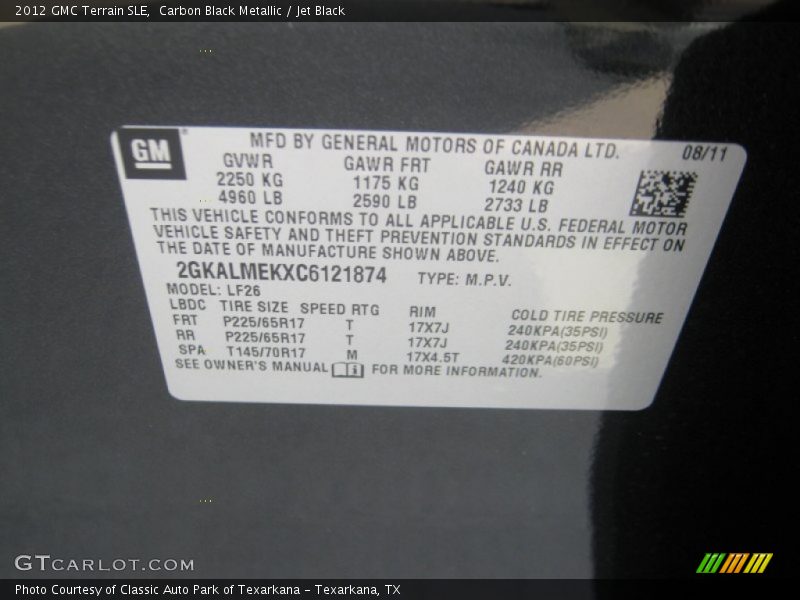 2012 GMC Terrain SLE, Carbon Black Metallic / Jet Black
GM
MFD BY GENERAL MOTORS OF CANADA LTD. 08/11
GVWR GAWR FRT GAWR RR
2250 KG 1175 KG 1240 KG
4960 LB 2590 LB 2733 LB
THIS VEHICLE CONFORMS TO ALL APPLICABLE U.S. FEDERAL MOTOR
VEHICLE SAFETY AND THEFT PREVENTION STANDARDS IN EFFECT ON
THE DATE OF MANUFACTURE SHOWN ABOVE.
2GKALMEKXC6121874 TYPE: M.P.V.
MODEL: LF26
LBDC TIRE SIZE SPEED RTG RIM COLD TIRE PRESSURE
FRT P225/65R17 T 17X7J 240KPA(35PSI)
RR P225/65R17 T 17X7J 240KPA(35PSI)
SPA T145/70R17 M 17X4.5T 420KPA(60PSI)
SEE OWNER'S MANUAL FOR MORE INFORMATION.
GTCARLOT.COM
Photo Courtesy of Classic Auto Park of Texarkana - Texarkana, TX